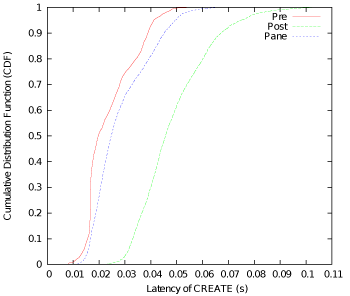 1
0.9
0.8
0.7
0.6
0.5
0.4
0.3
0.2
0.1
0
Cumulative Distribution Function (CDF)
Pre
Post
Pane
0 0.01 0.02 0.03 0.04 0.05 0.06 0.07 0.08 0.09 0.1 0.11
Latency of CREATE (s)